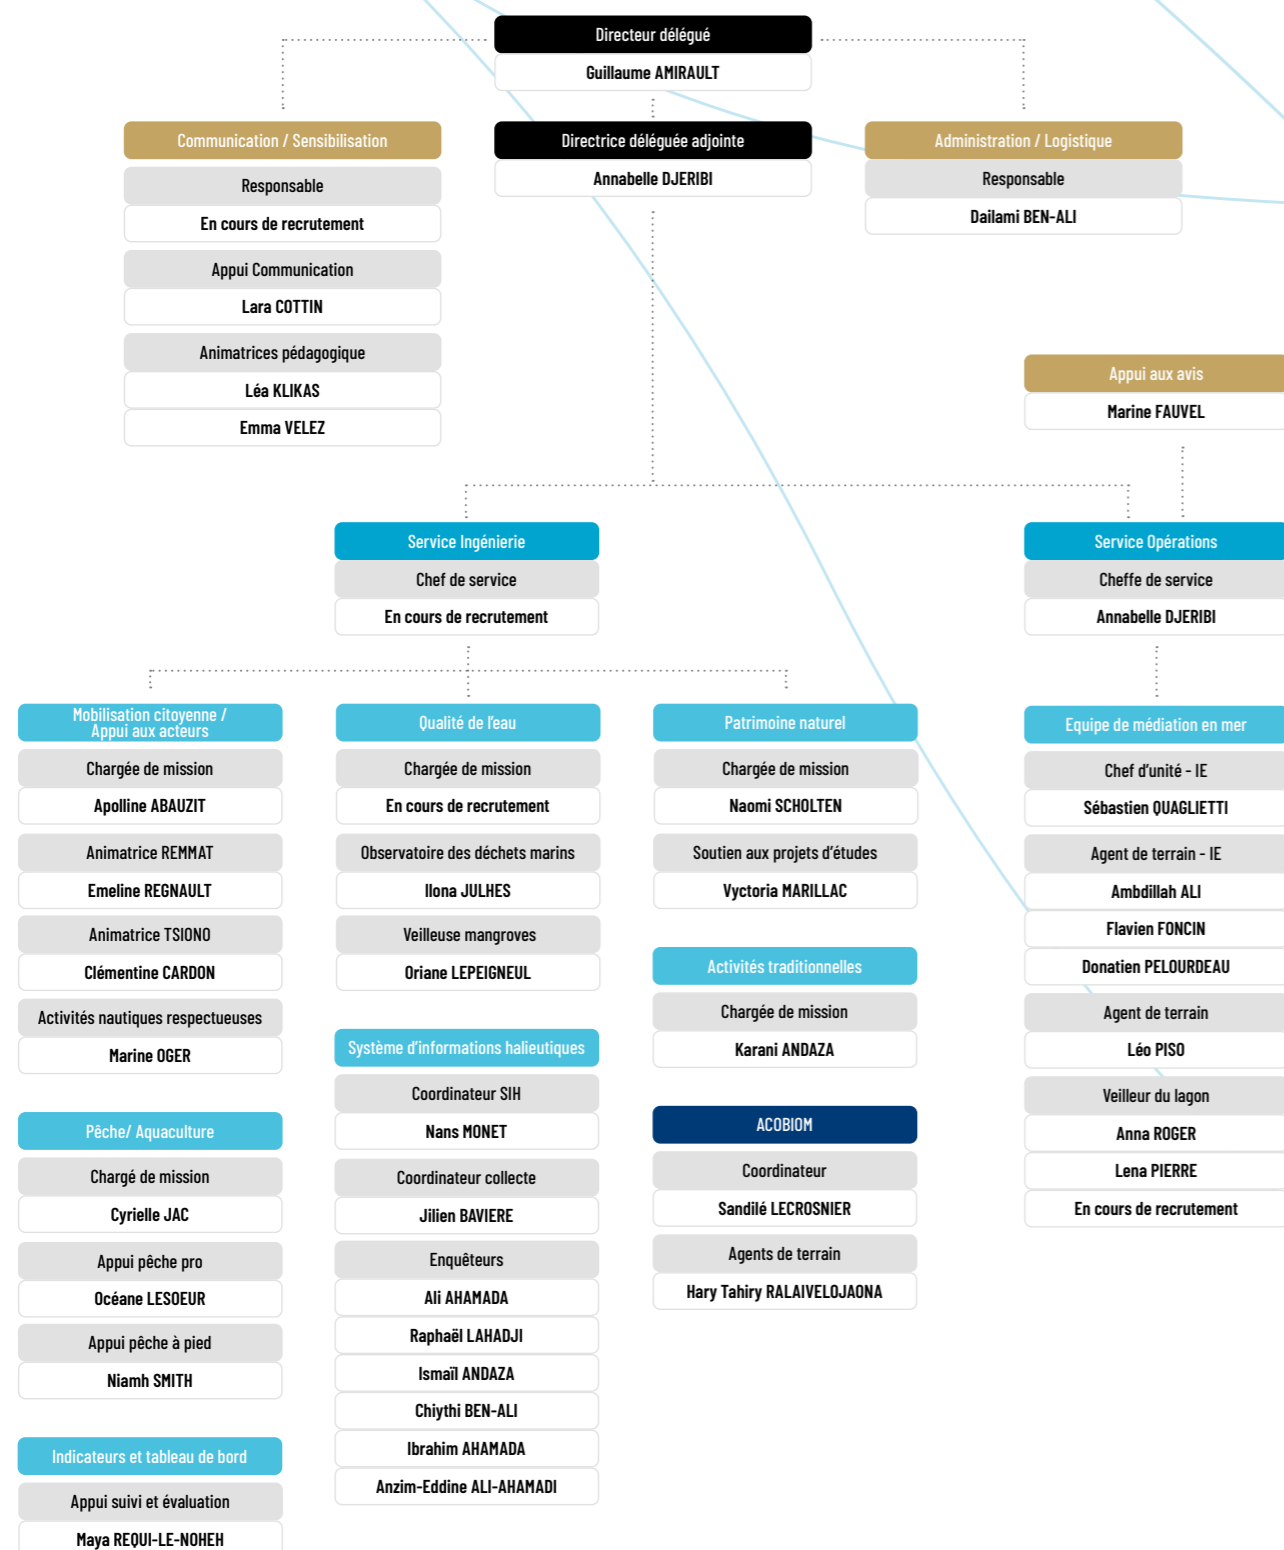 Directeur délégué
Guillaume AMIRAULT
Communication / Sensibilisation
Responsable
En cours de recrutement
Appui Communication
Lara COTTIN
Animatrices pédagogique
Léa KLIKAS
Emma VELEZ
Directrice déléguée adjointe
Annabelle DJERIBI
Administration / Logistique
Responsable
Dailami BEN-ALI
Appui aux avis
Marine FAUVEL
Service Ingénierie
Chef de service
En cours de recrutement
Service Opérations
Cheffe de service
Annabelle DJERIBI
Mobilisation citoyenne /
Appui aux acteurs
Chargée de mission
Apolline ABAUZIT
Animatrice REMMAT
Emeline REGNAULT
Animatrice TSIONO
Clémentine CARDON
Activités nautiques respectueuses
Marine OGER
Pêche/ Aquaculture
Chargé de mission
Cyrielle JAC
Appui pêche pro
Océane LESOEUR
Appui pêche à pied
Niamh SMITH
Indicateurs et tableau de bord
Appui suivi et évaluation
Maya REQUI-LE-NOHEH
Qualité de l'eau
Chargée de mission
En cours de recrutement
Observatoire des déchets marins
Ilona JULHES
Veilleuse mangroves
Oriane LEPEIGNEUL
Système d'informations halieutiques
Coordinateur SIH
Nans MONET
Coordinateur collecte
Jilien BAVIERE
Enquêteurs
Ali AHAMADA
Raphaël LAHADJI
Ismaïl ANDAZA
Chiythi BEN-ALI
Ibrahim AHAMADA
Anzim-Eddine ALI-AHAMADI
Patrimoine naturel
Chargée de mission
Naomi SCHOLTEN
Soutien aux projets d'études
Vyctoria MARILLAC
Activités traditionnelles
Chargée de mission
Karani ANDAZA
ACOBIOM
Coordinateur
Sandilé LECROSNIER
Agents de terrain
Hary Tahiry RALAIVELOJAONA
Equipe de médiation en mer
Chef d'unité - IE
Sébastien QUAGLIETTI
Agent de terrain - IE
Ambdillah ALI
Flavien FONCIN
Donatien PELOURDEAU
Agent de terrain
Léo PISO
Veilleur du lagon
Anna ROGER
Lena PIERRE
En cours de recrutement